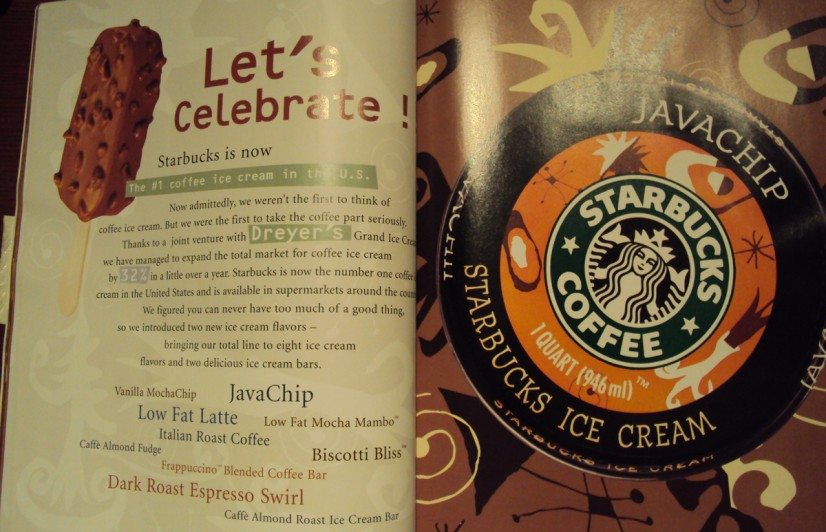 Let's
Celebrate !
Starbucks is now
The #1 coffee ice cream in the U.S.
Now admittedly, we weren't the first to think of
coffee ice cream. But we were the first to take the coffee part seriously.
Thanks to a joint venture with Dreyer's Grand Ice
we have managed to expand the total market for coffee ice cream
by 32% in a little over a year. Starbucks is now the number one coffee
cream in the United States and is available in supermarkets around the
We figured you can never have too much of a good thing,
so we introduced two new ice cream flavors –
bringing our total line to eight ice cream
flavors and two delicious ice cream bars.
Vanilla MochaChip JavaChip
Low Fat Latte Low Fat Mocha Mambo™
Italian Roast Coffee
Caffè Almond Fudge Biscotti Bliss™
Frappuccino™ Blended Coffee Bar
Dark Roast Espresso Swirl
Caffè Almond Roast Ice Cream Bar
JAVACHIP
STARBUCKS
COFFEE
1 QUART (946 ml)™
STARBUCKS ICE CREAM
STARBUCKS ICE CREAM